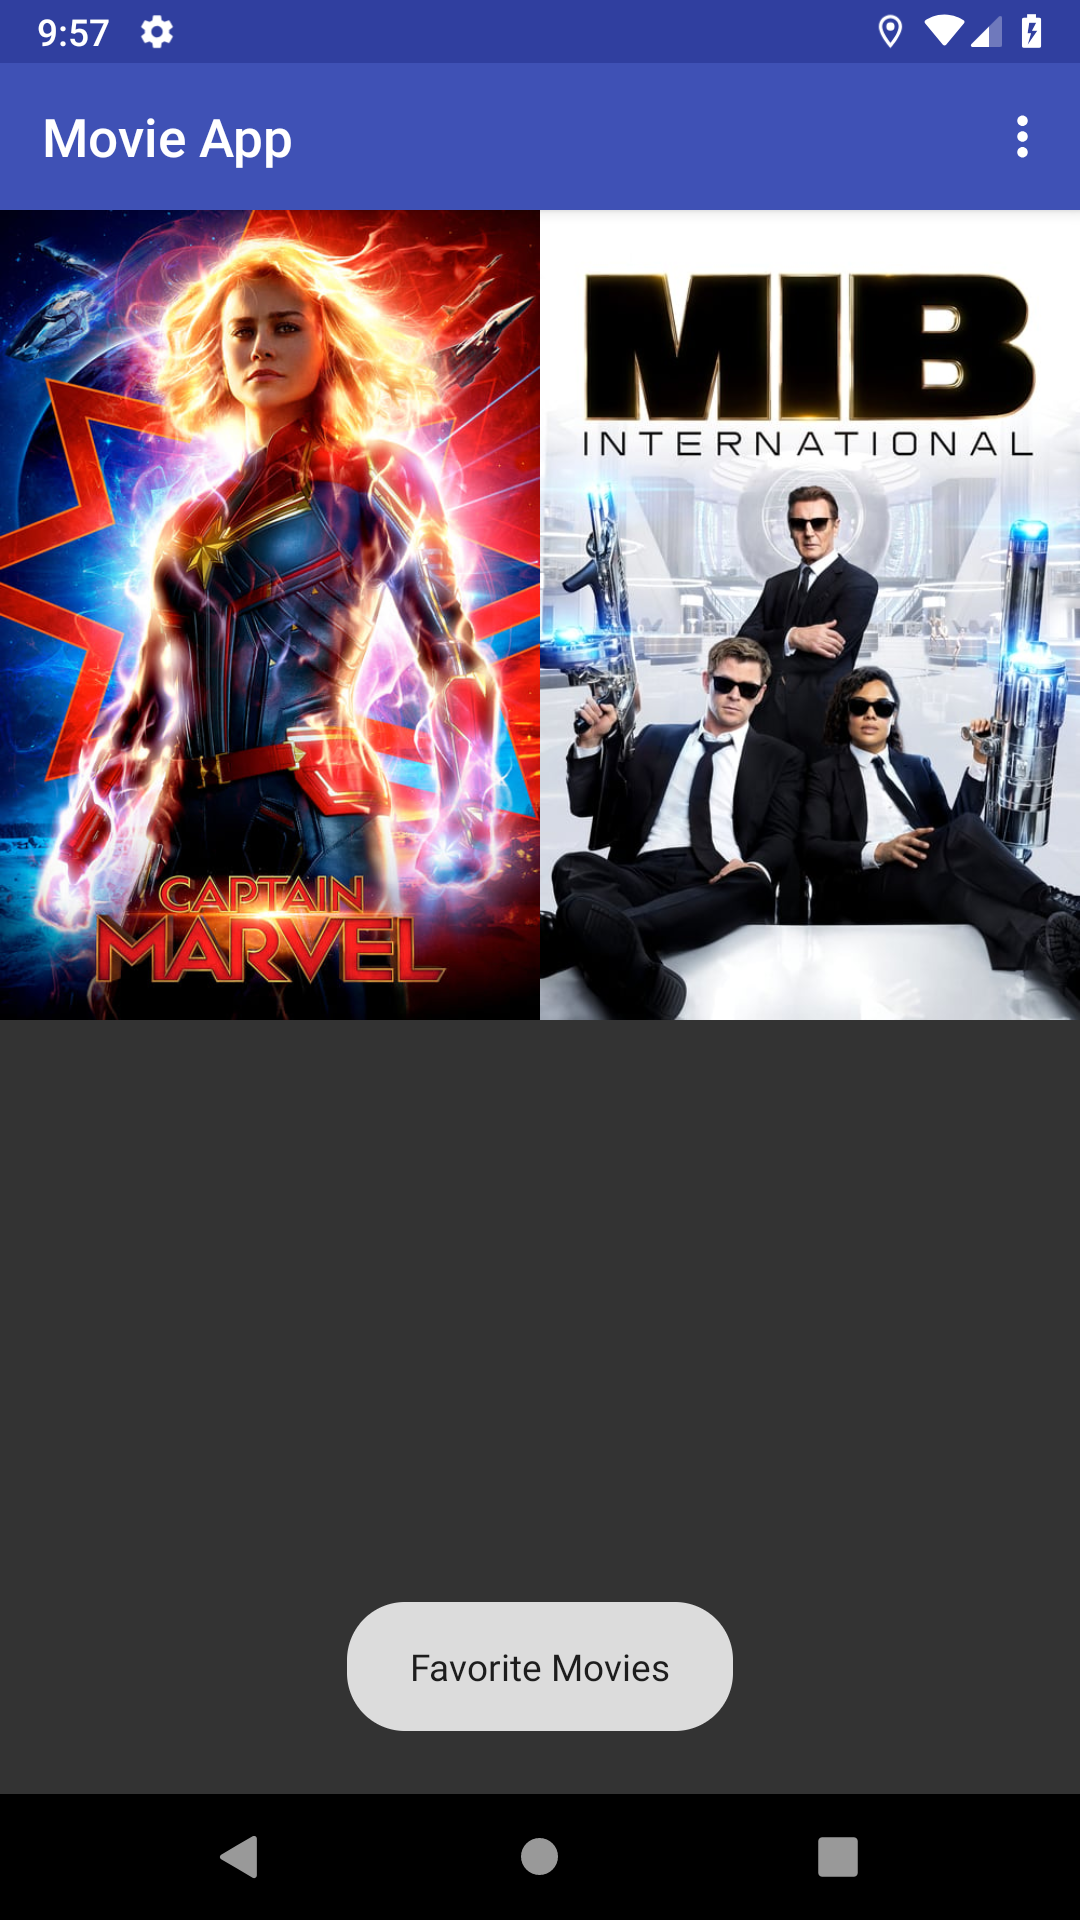 9:57
Movie App
CAPTAIN
MARVEL
MIB
INTERNATIONAL
Favorite Movies